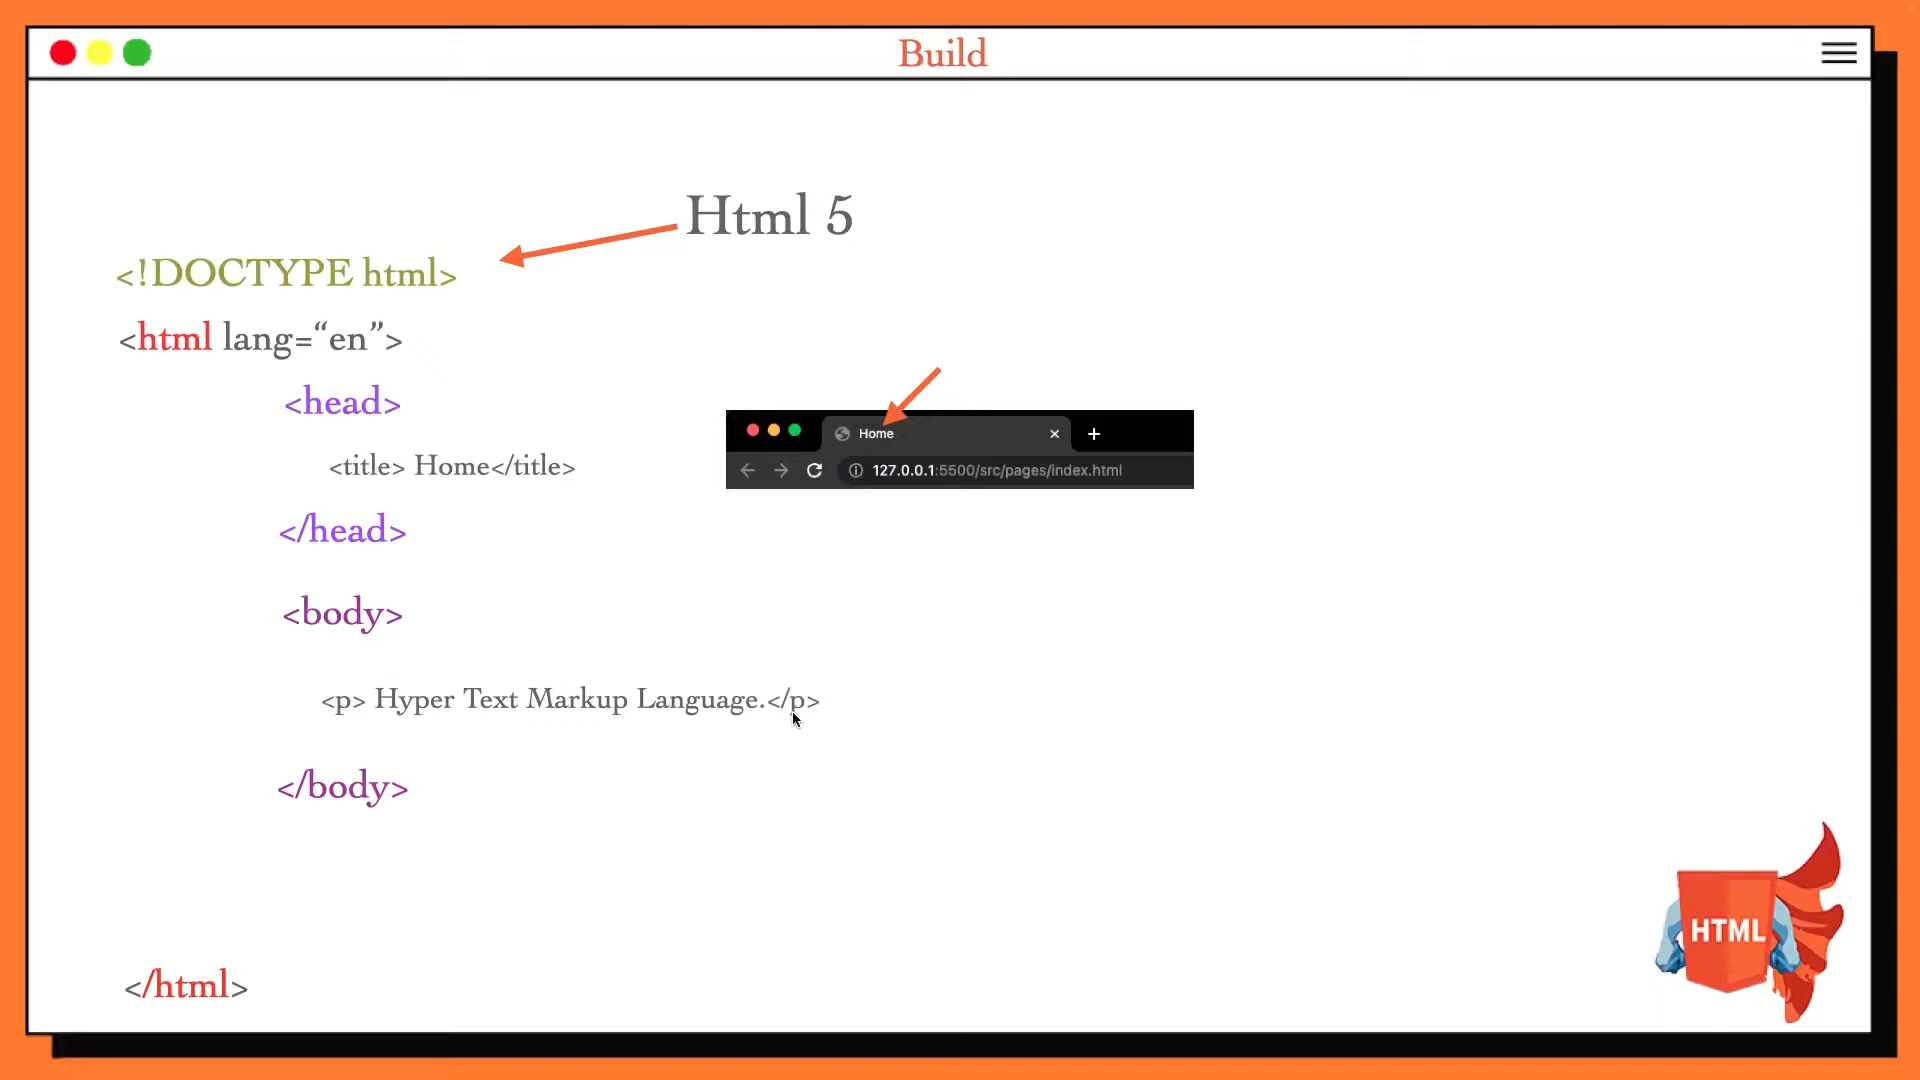 Build
Html 5
<!DOCTYPE html>
<html lang=“en”>
<head>
<title> Home</title>
Home
127.0.0.1:5500/src/pages/index.html
</head>
<body>
<p> Hyper Text Markup Language.</p>
</body>
HTML
</html>